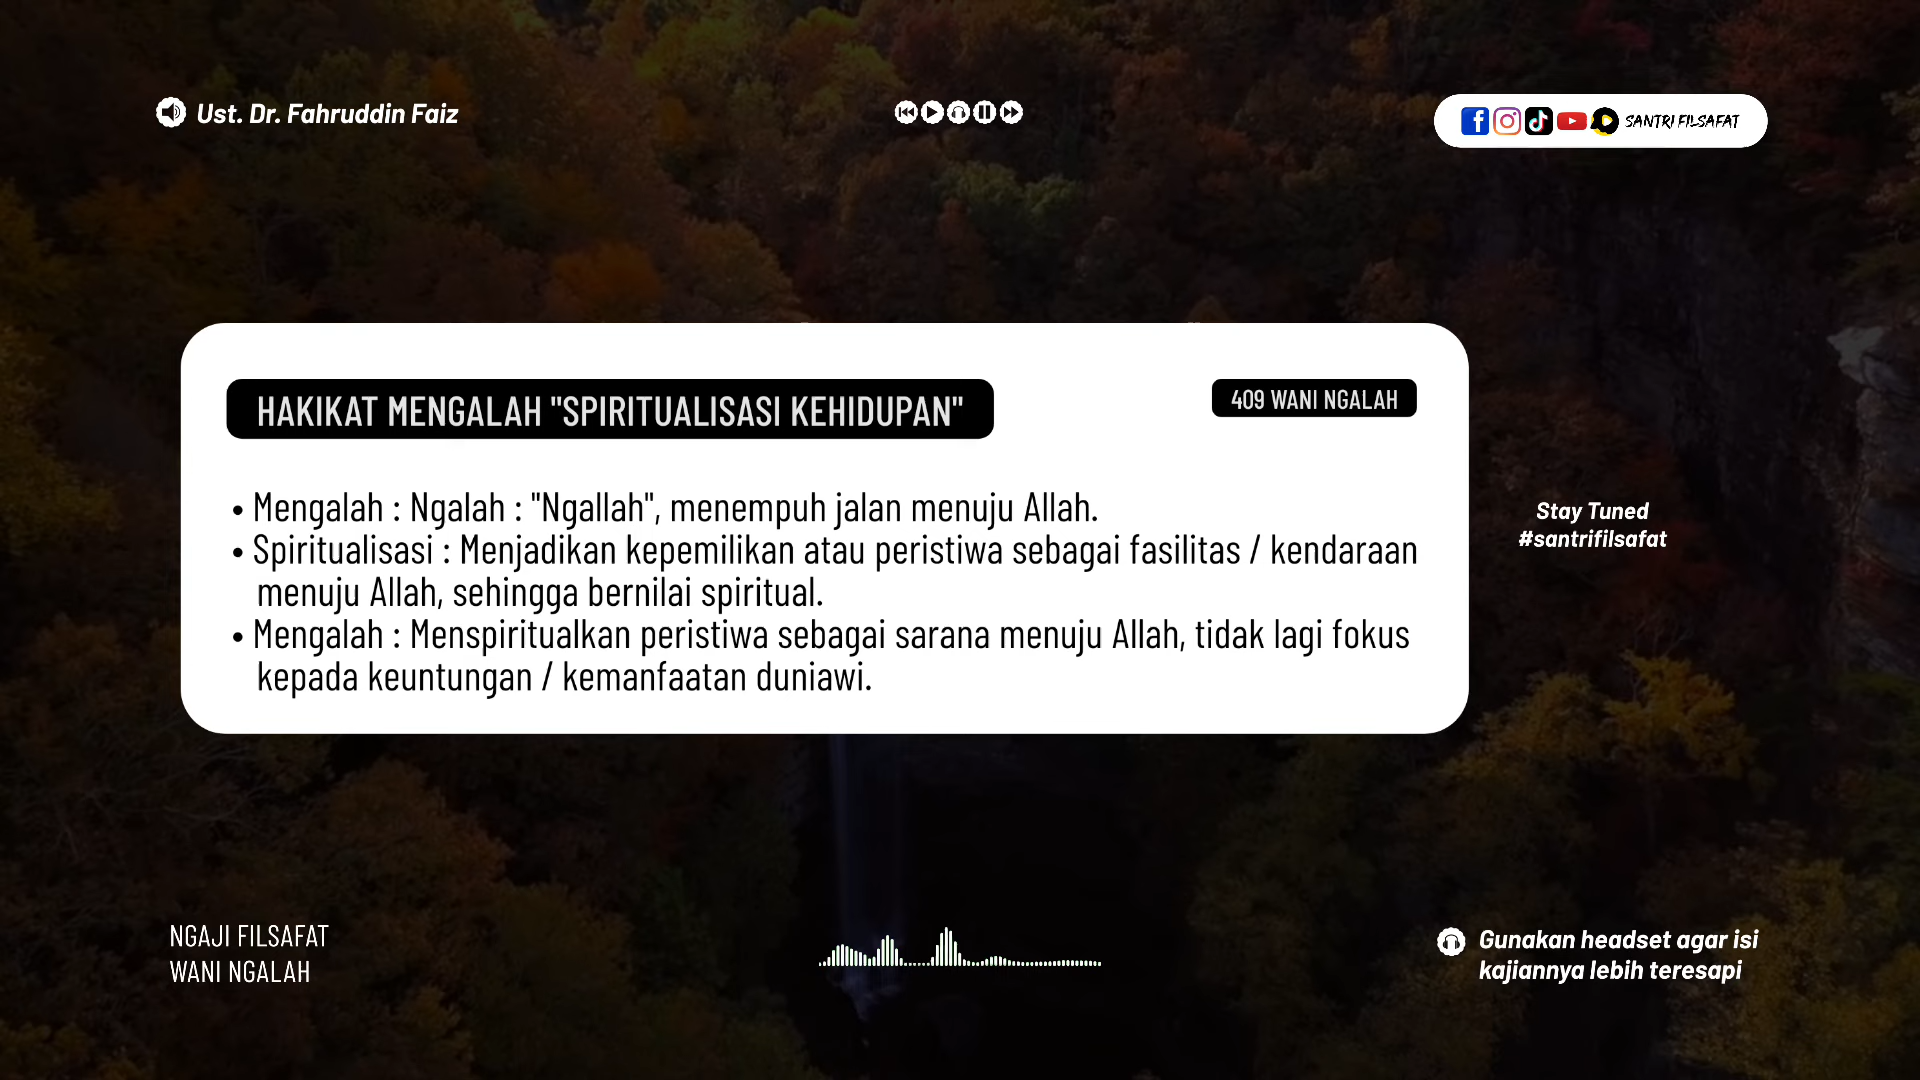 Ust. Dr. Fahruddin Faiz
SANTRI FILSAFAT
HAKIKAT MENGALAH "SPIRITUALISASI KEHIDUPAN"
409 WANI NGALAH
• Mengalah : Ngalah : "Ngallah", menempuh jalan menuju Allah.
• Spiritualisasi : Menjadikan kepemilikan atau peristiwa sebagai fasilitas / kendaraan
menuju Allah, sehingga bernilai spiritual.
• Mengalah : Menspiritualkan peristiwa sebagai sarana menuju Allah, tidak lagi fokus
kepada keuntungan / kemanfaatan duniawi.
Stay Tuned
#santrifilsafat
NGAJI FILSAFAT
WANI NGALAH
Gunakan headset agar isi
kajiannya lebih teresapi